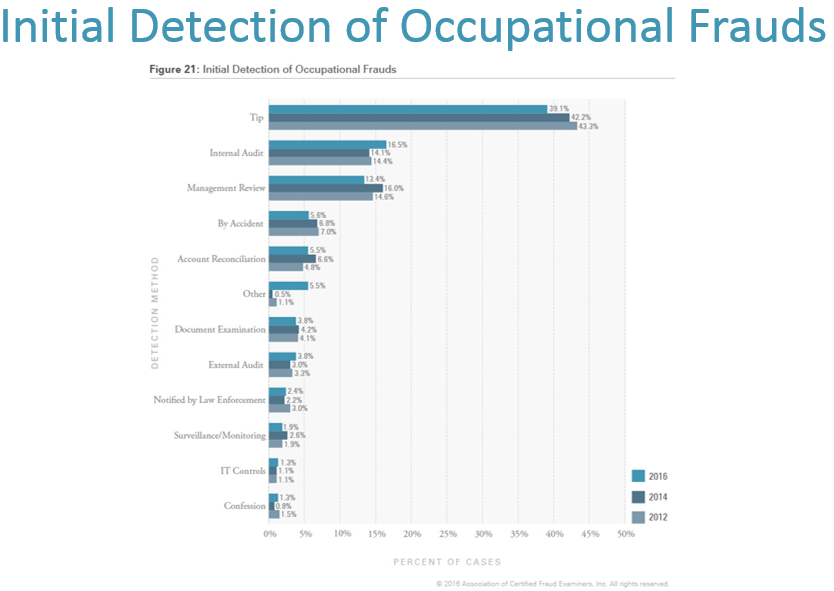 Initial Detection of Occupational Frauds
Figure 21: Initial Detection of Occupational Frauds
Tip
39.1%
42.2%
43.3%
Internal Audit
16.5%
14.1%
14.4%
Management Review
13.4%
16.0%
14.6%
By Accident
5.6%
6.8%
7.0%
Account Reconciliation
5.5%
6.6%
4.8%
Other
5.5%
0.5%
1.1%
Document Examination
3.8%
4.2%
4.1%
External Audit
3.8%
3.0%
3.3%
Notified by Law Enforcement
2.4%
2.2%
3.0%
Surveillance/Monitoring
1.9%
2.6%
1.9%
IT Controls
1.3%
1.1%
1.1%
Confession
1.3%
0.8%
1.5%
DETECTION METHOD
0% 5% 10% 15% 20% 25% 30% 35% 40% 45% 50%
PERCENT OF CASES
2016
2014
2012
© 2016 Association of Certified Fraud Examiners, Inc. All rights reserved.